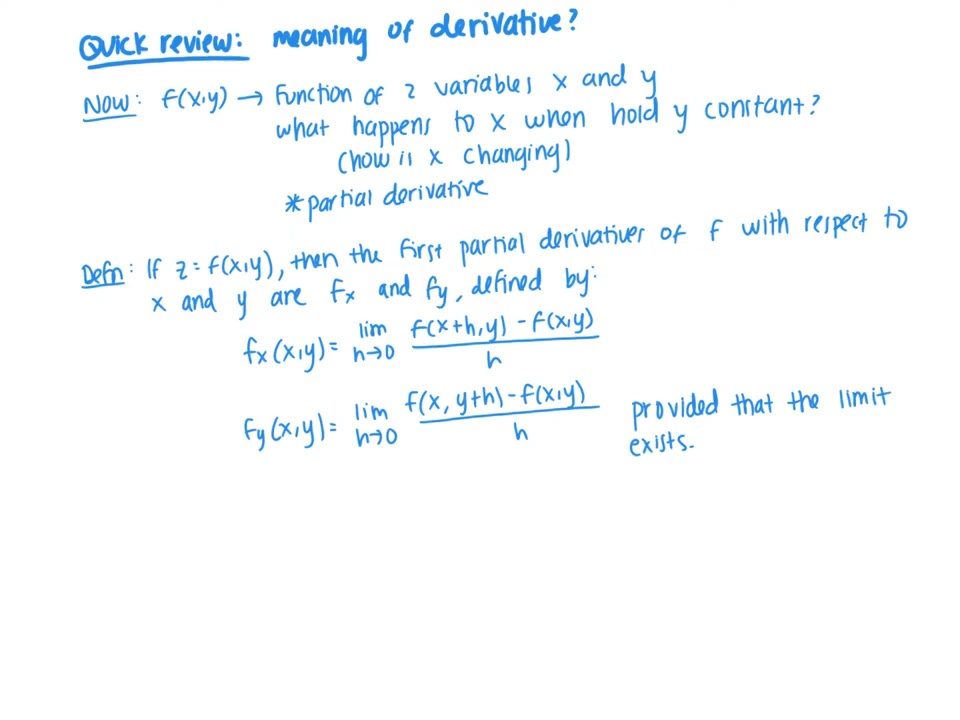 Quick review: meaning of derivative?
Now: f(x,y) → Function of 2 variables x and y
what happens to x when hold y constant?
(how is x changing)
*partial derivative
Defn: If z = f(x,y), then the first partial derivatives of f with respect to
x and y are fx and fy, defined by:
fx(x,y) = lim h→0 f(x+h,y) - f(x,y) / h
fy(x,y) = lim h→0 f(x, y+h) - f(x,y) / h provided that the limit
exists.